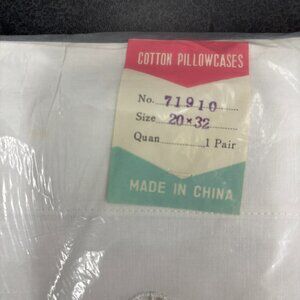 COTTON PILLOWCASES
No. 71910
Size 20×32
Quan 1 Pair
MADE IN CHINA